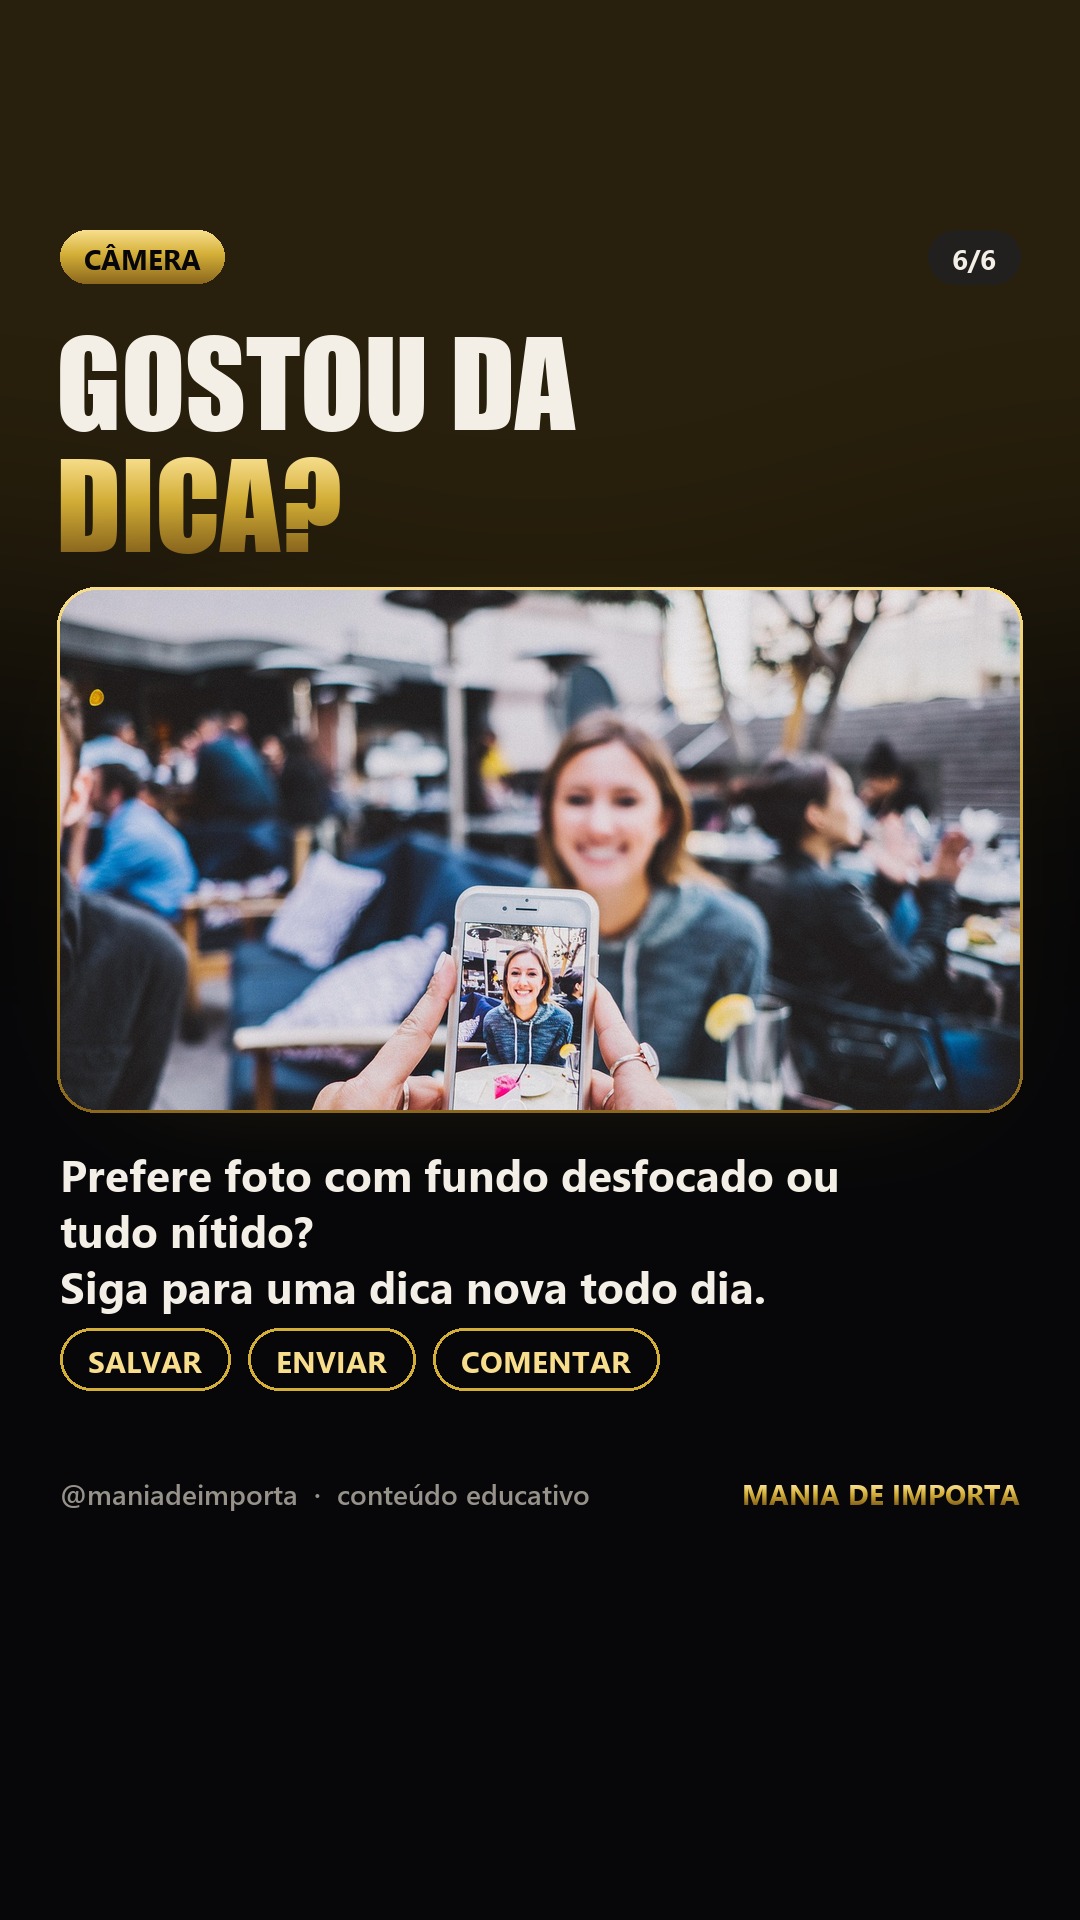 CÂMERA
6/6
GOSTOU DA
DICA?
Prefere foto com fundo desfocado ou
tudo nítido?
Siga para uma dica nova todo dia.
SALVAR ENVIAR COMENTAR
@maniadeimporta · conteúdo educativo
MANIA DE IMPORTA